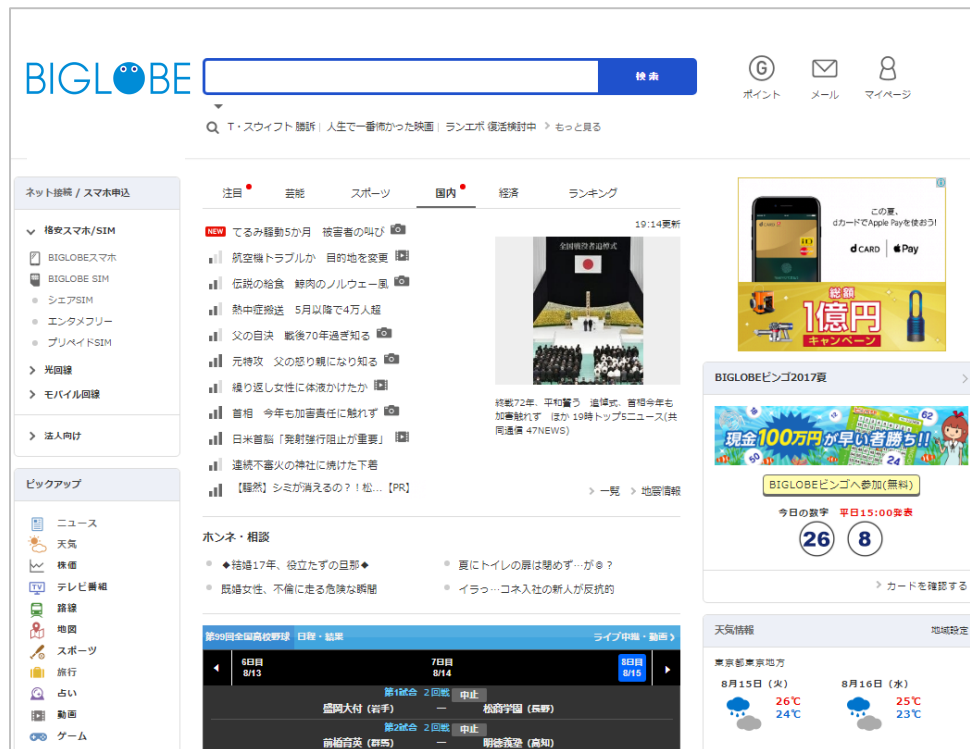 BIGLOBE
検索
G
ポイント
メール
マイページ
T・スウィフト 勝訴
人生で一番怖かった映画
ランエボ 復活検討中
もっと見る
ネット接続 / スマホ申込
格安スマホ/SIM
BIGLOBEスマホ
BIGLOBE SIM
シェアSIM
エンタメフリー
プリペイドSIM
光回線
モバイル回線
法人向け
ピックアップ
ニュース
天気
株価
TV
テレビ番組
路線
地図
スポーツ
旅行
占い
動画
ゲーム
注目
芸能
スポーツ
国内
経済
ランキング
19:14更新
NEW てるみ騒動5か月 被害者の叫び
航空機トラブルか 目的地を変更
伝説の給食 鯨肉のノルウェー風
熱中症搬送 5月以降で4万人超
父の自決 戦後70年過ぎ知る
元特攻 父の怒り親になり知る
繰り返し女性に体液かけたか
首相 今年も加害責任に触れず
日米首脳「発射強行阻止が重要」
連続不審火の神社に焼けた下着
【騒然】シミが消えるの?!松...【PR】
全国戦没者追悼式
終戦72年、平和誓う 追悼式、首相今年も
加害触れず ほか 19時トップ5ニュース(共
同通信 47NEWS)
一覧
地震情報
ホンネ・相談
◆結婚17年、役立たずの旦那◆
夏にトイレの扉は閉めず…が◎?
既婚女性、不倫に走る危険な瞬間
イラっ…コネ入社の新人が反抗的
第99回全国高校野球 日程・結果
ライブ中継・動画
6日目
8/13
7日目
8/14
8日目
8/15
第1試合 2回戦 中止
盛岡大付 (岩手) — 松商学園 (長野)
第2試合 2回戦 中止
前橋育英 (群馬) — 明徳義塾 (高知)
この夏、
dカードでApple Payを使おう!
d CARD
Pay
総額
1億円
キャンペーン
BIGLOBEビンゴ2017夏
現金100万円が早い者勝ち!!
62
50
24
BIGLOBEビンゴへ参加(無料)
今日の数字 平日15:00発表
26
8
カードを確認する
天気情報
地域設定
東京都東京地方
8月15日 (火)
26℃
24℃
8月16日 (水)
25℃
23℃